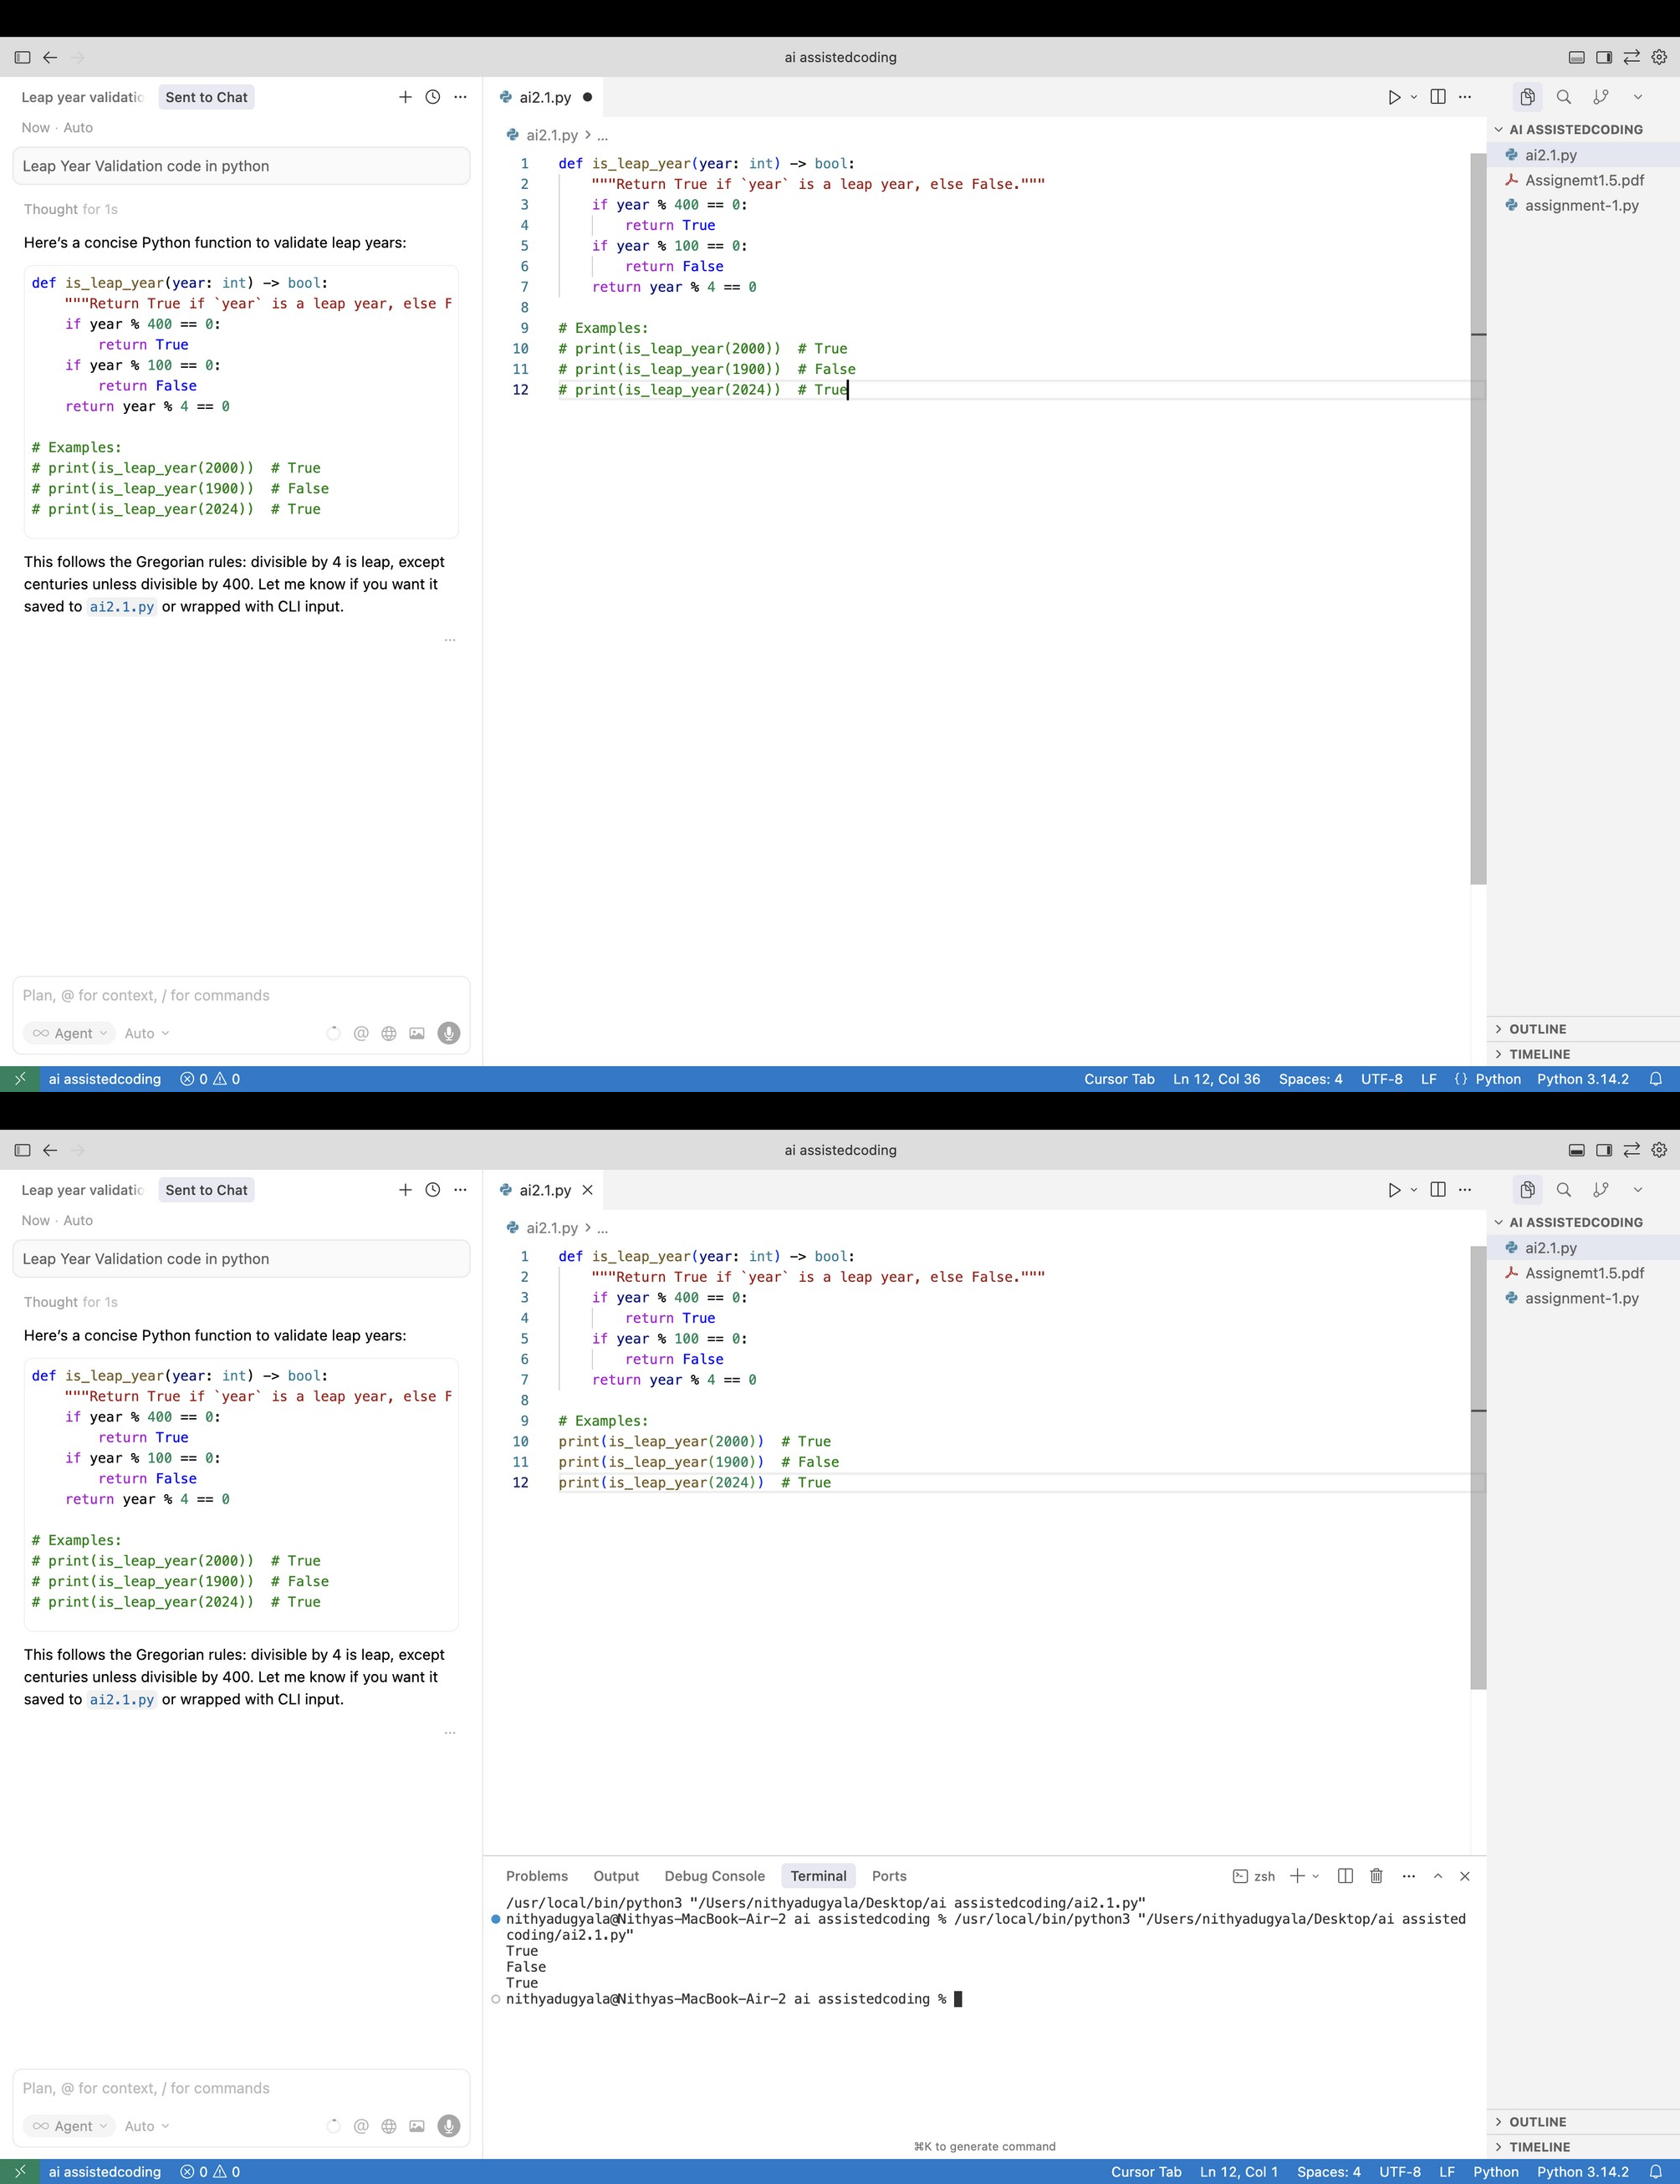 ai assistedcoding
Leap year validatio Sent to Chat
Now · Auto
Leap Year Validation code in python
Thought for 1s
Here's a concise Python function to validate leap years:
def is_leap_year(year: int) -> bool:
    """Return True if `year` is a leap year, else F
    if year % 400 == 0:
        return True
    if year % 100 == 0:
        return False
    return year % 4 == 0
# Examples:
# print(is_leap_year(2000))  # True
# print(is_leap_year(1900))  # False
# print(is_leap_year(2024))  # True
This follows the Gregorian rules: divisible by 4 is leap, except
centuries unless divisible by 400. Let me know if you want it
saved to ai2.1.py or wrapped with CLI input.
...
Plan, @ for context, / for commands
Agent Auto
ai2.1.py
ai2.1.py > ...
1 def is_leap_year(year: int) -> bool:
2     """Return True if `year` is a leap year, else False."""
3     if year % 400 == 0:
4         return True
5     if year % 100 == 0:
6         return False
7     return year % 4 == 0
8
9 # Examples:
10 # print(is_leap_year(2000))  # True
11 # print(is_leap_year(1900))  # False
12 # print(is_leap_year(2024))  # True
AI ASSISTEDCODING
ai2.1.py
Assignemt1.5.pdf
assignment-1.py
OUTLINE
TIMELINE
ai assistedcoding 0 0 Cursor Tab Ln 12, Col 36 Spaces: 4 UTF-8 LF {} Python Python 3.14.2
ai assistedcoding
Leap year validatio Sent to Chat
Now · Auto
Leap Year Validation code in python
Thought for 1s
Here's a concise Python function to validate leap years:
def is_leap_year(year: int) -> bool:
    """Return True if `year` is a leap year, else F
    if year % 400 == 0:
        return True
    if year % 100 == 0:
        return False
    return year % 4 == 0
# Examples:
# print(is_leap_year(2000))  # True
# print(is_leap_year(1900))  # False
# print(is_leap_year(2024))  # True
This follows the Gregorian rules: divisible by 4 is leap, except
centuries unless divisible by 400. Let me know if you want it
saved to ai2.1.py or wrapped with CLI input.
...
Plan, @ for context, / for commands
Agent Auto
ai2.1.py
ai2.1.py > ...
1 def is_leap_year(year: int) -> bool:
2     """Return True if `year` is a leap year, else False."""
3     if year % 400 == 0:
4         return True
5     if year % 100 == 0:
6         return False
7     return year % 4 == 0
8
9 # Examples:
10 print(is_leap_year(2000))  # True
11 print(is_leap_year(1900))  # False
12 print(is_leap_year(2024))  # True
Problems Output Debug Console Terminal Ports zsh
/usr/local/bin/python3 "/Users/nithyadugyala/Desktop/ai assistedcoding/ai2.1.py"
nithyadugyala@Nithyas-MacBook-Air-2 ai assistedcoding % /usr/local/bin/python3 "/Users/nithyadugyala/Desktop/ai assisted
coding/ai2.1.py"
True
False
True
nithyadugyala@Nithyas-MacBook-Air-2 ai assistedcoding %
⌘K to generate command
AI ASSISTEDCODING
ai2.1.py
Assignemt1.5.pdf
assignment-1.py
OUTLINE
TIMELINE
ai assistedcoding 0 0 Cursor Tab Ln 12, Col 1 Spaces: 4 UTF-8 LF Python Python 3.14.2